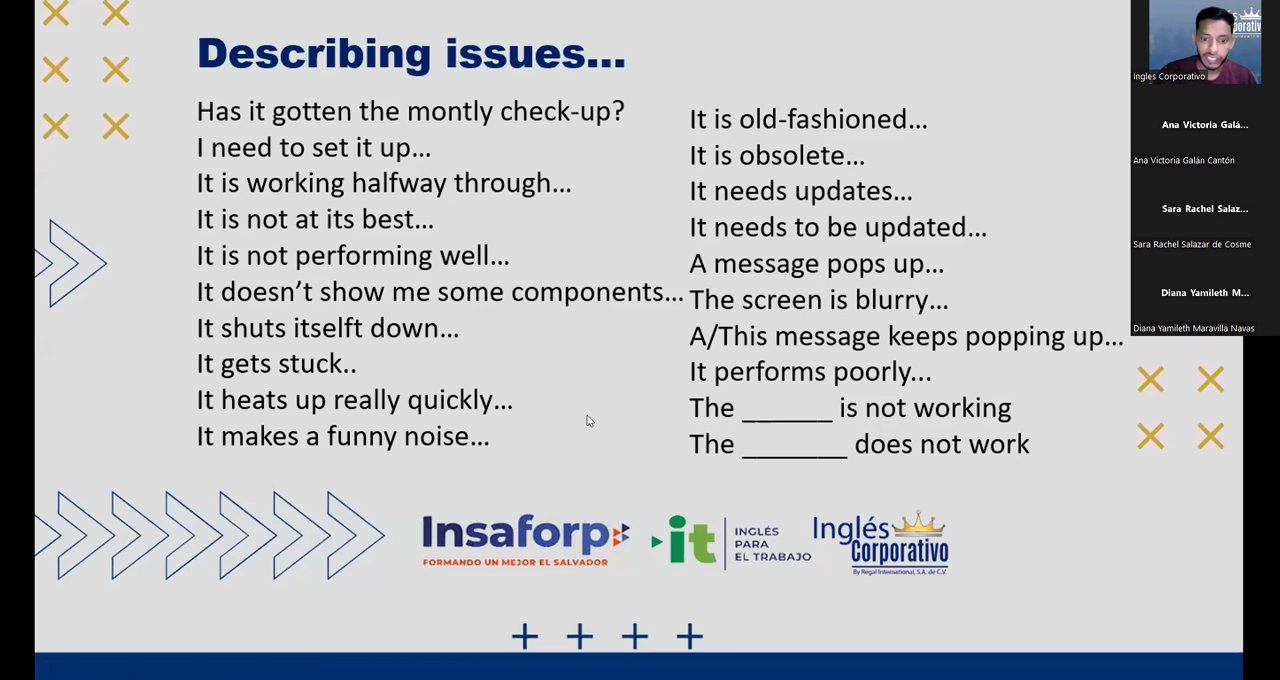 Describing issues...
Has it gotten the montly check-up?
I need to set it up...
It is working halfway through...
It is not at its best...
It is not performing well...
It doesn't show me some components...
It shuts itselft down...
It gets stuck..
It heats up really quickly...
It makes a funny noise...
It is old-fashioned...
It is obsolete...
It needs updates...
It needs to be updated...
A message pops up...
The screen is blurry...
A/This message keeps popping up...
It performs poorly...
The ______ is not working
The _______ does not work
Insaforp
FORMANDO UN MEJOR EL SALVADOR
it
INGLÉS
PARA
EL TRABAJO
Inglés
Corporativo
By Regal International, S.A. de C.V.
Ingles Corporativo
Ana Victoria Galá...
Ana Victoria Galán Cantón
Sara Rachel Salaz...
Sara Rachel Salazar de Cosme
Diana Yamileth M...
Diana Yamileth Maravilla Navas